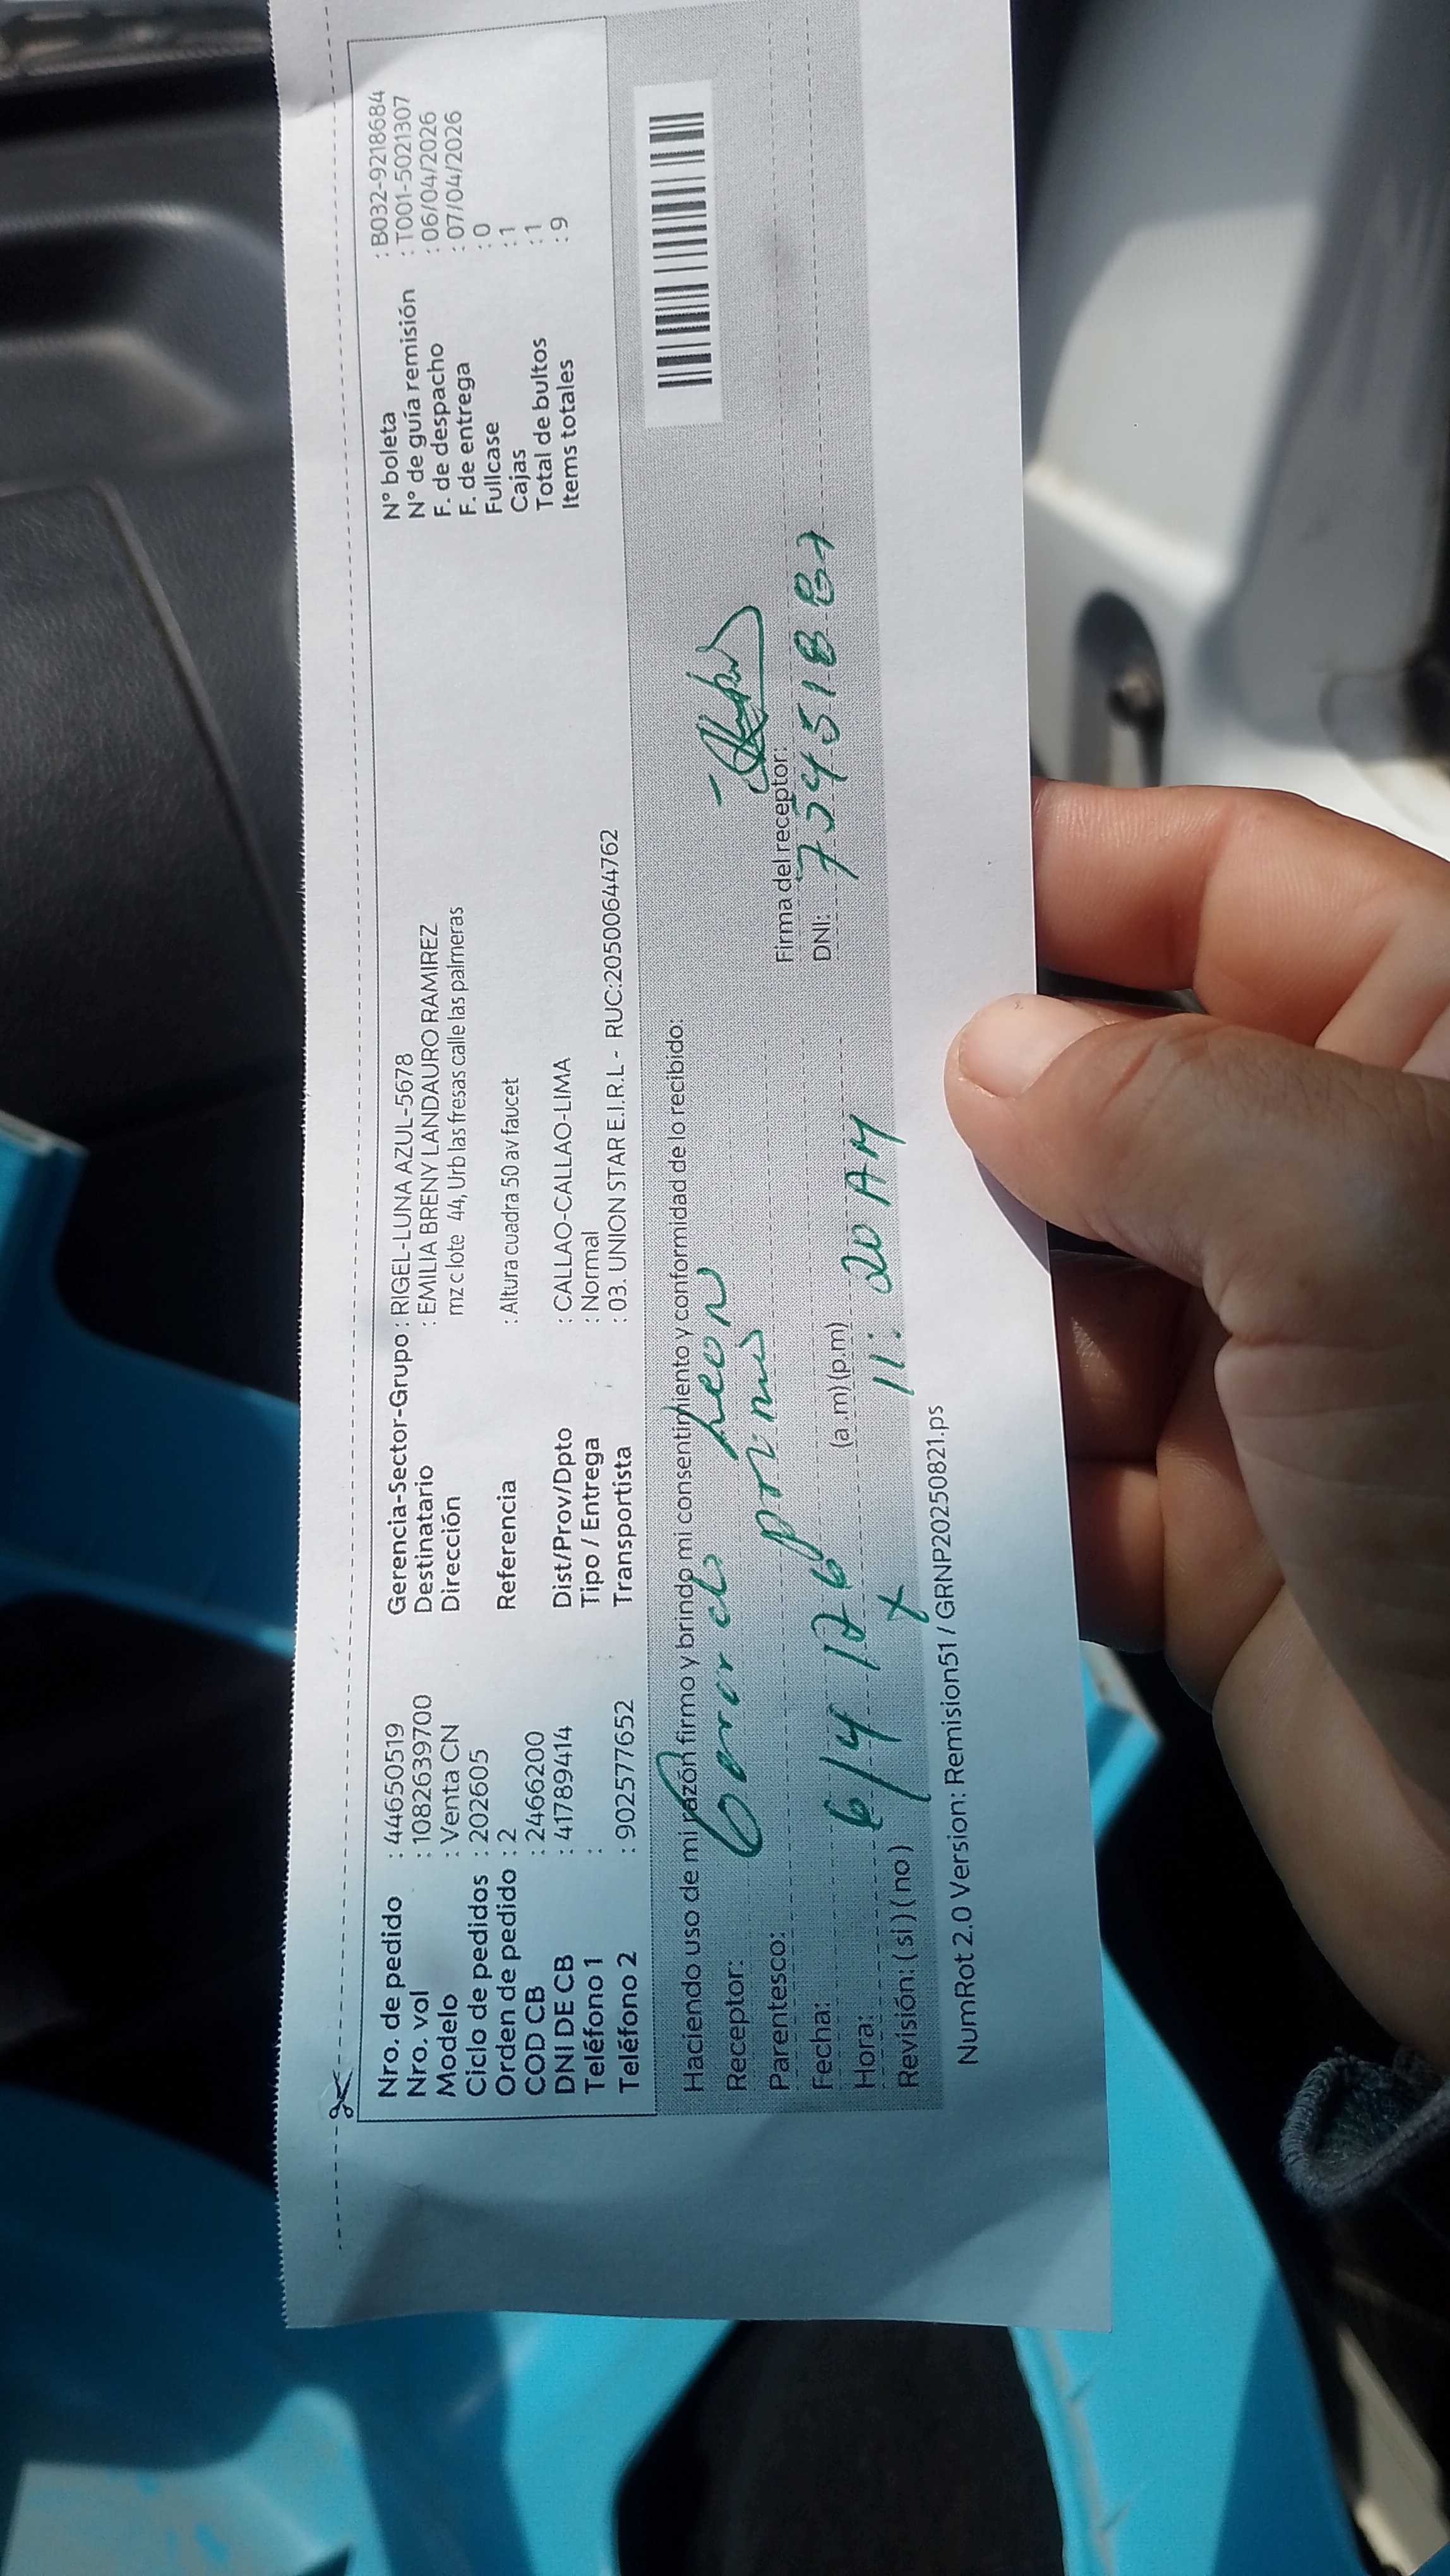 Nro. de pedido : 44650519 Gerencia-Sector-Grupo : RIGEL-LUNA AZUL-5678 N° boleta : B032-9218684
Nro. vol : 1082639700 Destinatario : EMILIA BRENY LANDAURO RAMIREZ N° de guía remisión : T001-5021307
Modelo : Venta CN Dirección mz c lote 44, Urb las fresas calle las palmeras F. de despacho : 06/04/2026
Ciclo de pedidos : 202605 F. de entrega : 07/04/2026
Orden de pedido : 2 Referencia : Altura cuadra 50 av faucet Fullcase : 0
COD CB : 2466200 Cajas : 1
DNI DE CB : 41789414 Dist/Prov/Dpto : CALLAO-CALLAO-LIMA Total de bultos : 1
Teléfono 1 : Tipo / Entrega : Normal Items totales : 9
Teléfono 2 : 902577652 Transportista : 03. UNION STAR E.I.R.L - RUC:20500644762
Haciendo uso de mi razón firmo y brindo mi consentimiento y conformidad de lo recibido:
Receptor: Leon
Parentesco: primo Firma del receptor:
Fecha: 6/4 DNI:
Hora: (a.m) (p.m) 11:20 AM
Revisión: (si) (no) x
NumRot 2.0 Version: Remision51 / GRNP20250821.ps